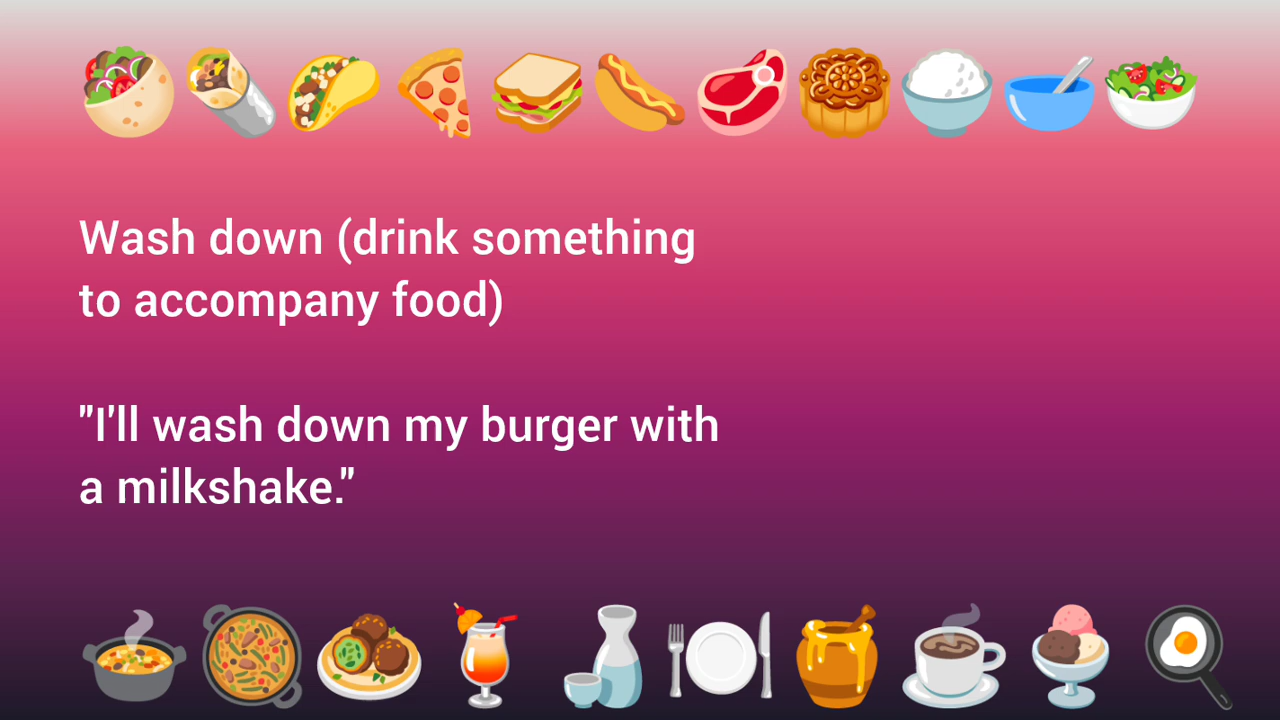 Wash down (drink something
to accompany food)
"I'll wash down my burger with
a milkshake."